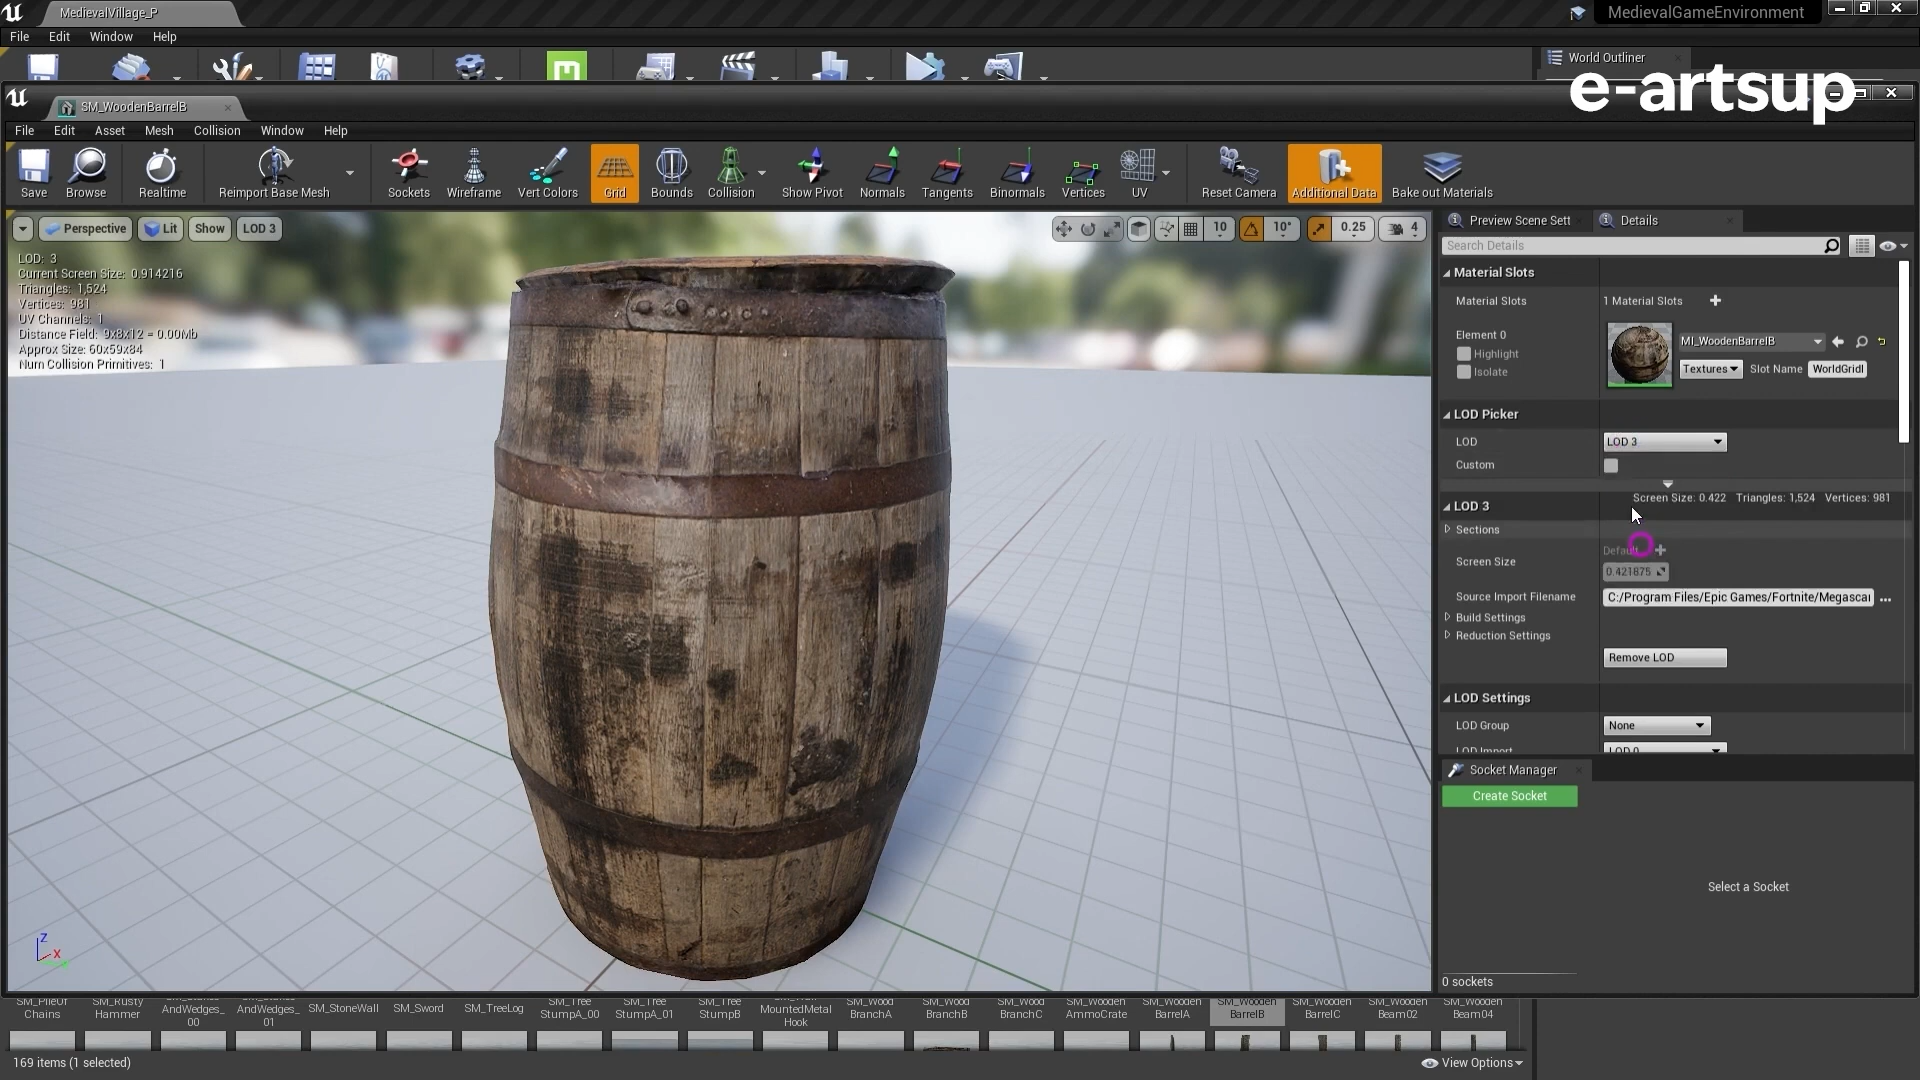 MedievalVillage_P
MedievalGameEnvironment
File Edit Window Help
World Outliner
e-artsup
SM_WoodenBarrelB
File Edit Asset Mesh Collision Window Help
Save Browse Realtime Reimport Base Mesh Sockets Wireframe Vert Colors Grid Bounds Collision Show Pivot Normals Tangents Binormals Vertices UV Reset Camera Additional Data Bake out Materials
Perspective Lit Show LOD 3
10 10° 0.25 4
LOD: 3
Current Screen Size: 0.914216
Triangles: 1,524
Vertices: 981
UV Channels: 1
Distance Field: 9x8x12 = 0.00Mb
Approx Size: 60x59x84
Num Collision Primitives: 1
Z
X
Preview Scene Sett Details
Search Details
Material Slots
Material Slots 1 Material Slots
Element 0
Highlight
Isolate
MI_WoodenBarrelB
Textures Slot Name WorldGridI
LOD Picker
LOD LOD 3
Custom
Screen Size: 0.422 Triangles: 1,524 Vertices: 981
LOD 3
Sections
Screen Size
0.421875
Source Import Filename C:/Program Files/Epic Games/Fortnite/Megascan
Build Settings
Reduction Settings
Remove LOD
LOD Settings
LOD Group None
LOD Import LOD 0
Socket Manager
Create Socket
Select a Socket
0 sockets
SM_PileOf Chains
SM_Rusty Hammer
AndWedges_ 00
AndWedges_ 01
SM_StoneWall
SM_Sword
SM_TreeLog
SM_Tree StumpA_00
SM_Tree StumpA_01
SM_Tree StumpB
MountedMetal Hook
SM_Wood BranchA
SM_Wood BranchB
SM_Wood BranchC
SM_Wooden AmmoCrate
SM_Wooden BarrelA
SM_Wooden BarrelB
SM_Wooden BarrelC
SM_Wooden Beam02
SM_Wooden Beam04
169 items (1 selected)
View Options